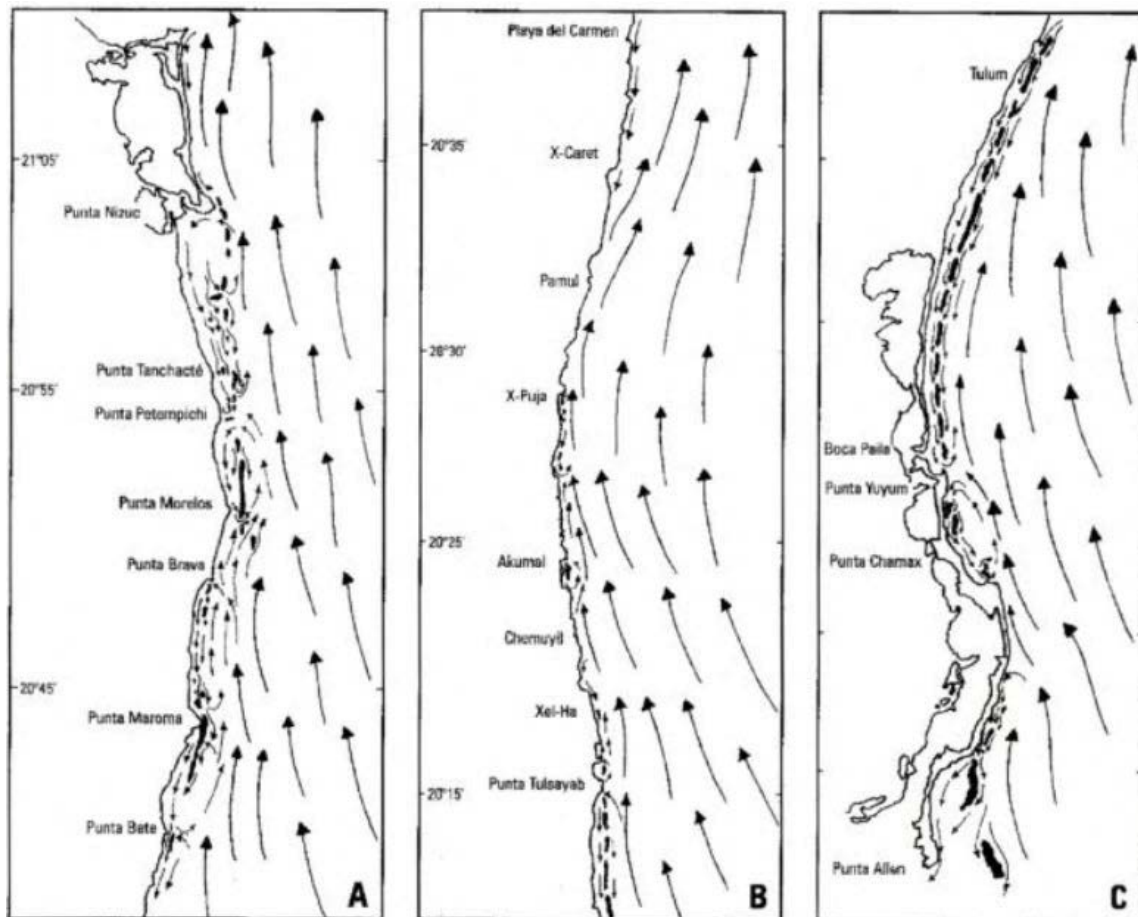 21°05'
Punta Nizuc
Punta Tanchacté
20°55'
Punta Petempichi
Punta Morelos
Punta Brava
20°45'
Punta Maroma
Punta Bete
A
Playa del Carmen
20°35'
X-Caret
Pamul
20°30'
X-Puja
20°25'
Akumal
Chemuyil
Xel-Ha
Punta Tulsayab
20°15'
B
Tulum
Boca Paila
Punta Yuyum
Punta Chamax
Punta Allen
C